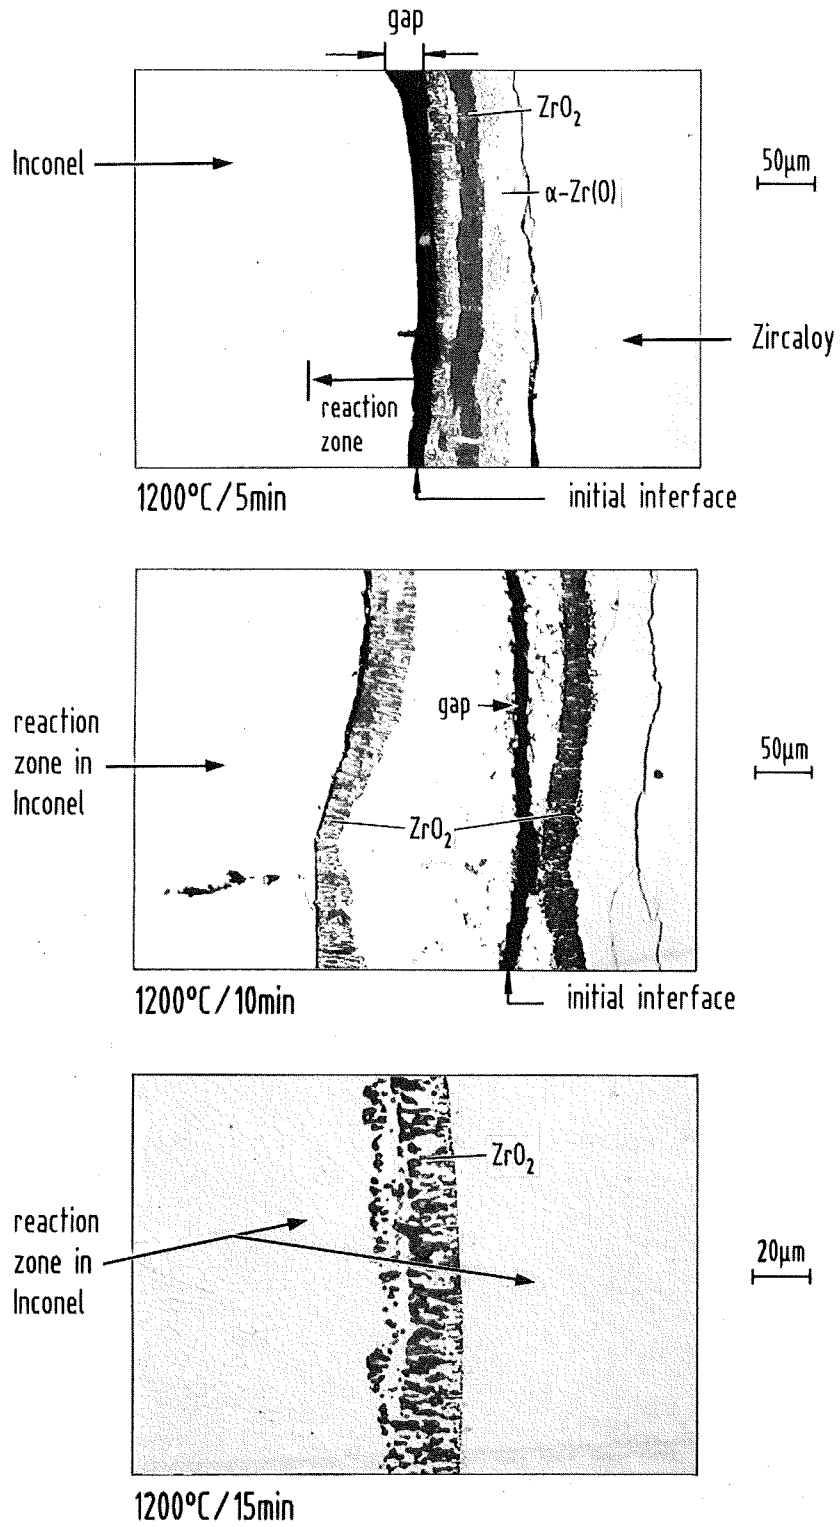 gap
ZrO₂
Inconel
50µm
α-Zr(O)
Zircaloy
reaction
zone
1200°C/5min
initial interface
reaction
zone in
Inconel
gap
50µm
ZrO₂
1200°C/10min
initial interface
ZrO₂
reaction
zone in
Inconel
20µm
1200°C/15min